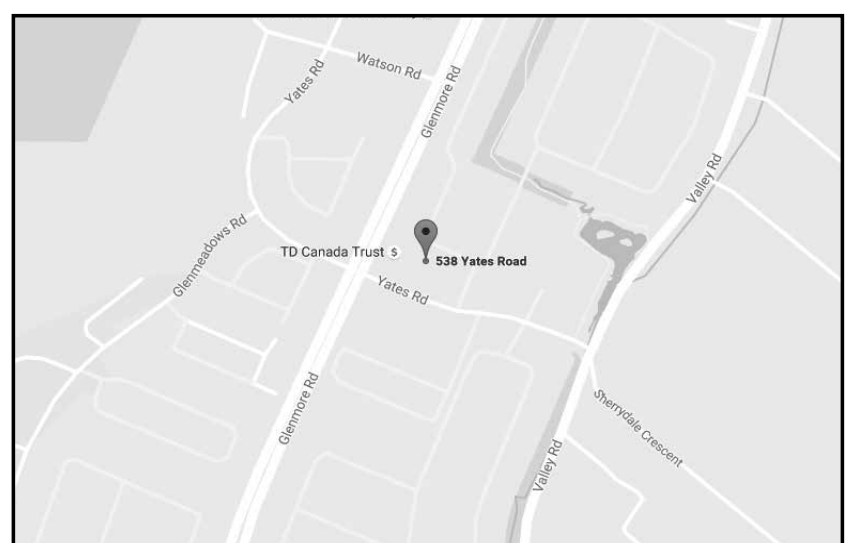 Watson Rd
Yates Rd
Glenmore Rd
Valley Rd
Glenmeadows Rd
TD Canada Trust $
538 Yates Road
Yates Rd
Glenmore Rd
Sherrydale Crescent
Valley Rd